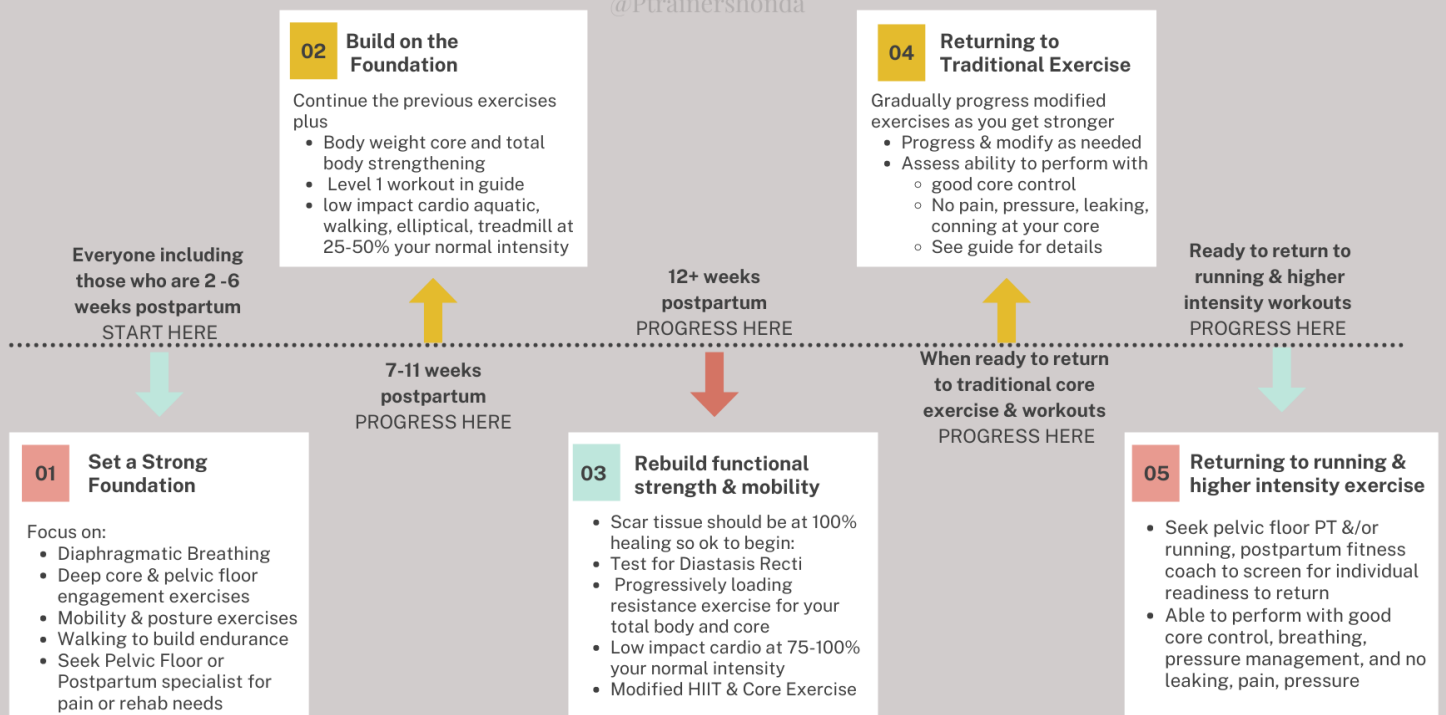 @Ptrainershonda
02
Build on the
Foundation
Continue the previous exercises
plus
• Body weight core and total
body strengthening
• Level 1 workout in guide
• low impact cardio aquatic,
walking, elliptical, treadmill at
25-50% your normal intensity
04
Returning to
Traditional Exercise
Gradually progress modified
exercises as you get stronger
• Progress & modify as needed
• Assess ability to perform with
◦ good core control
◦ No pain, pressure, leaking,
conning at your core
◦ See guide for details
Everyone including
those who are 2 -6
weeks postpartum
START HERE
7-11 weeks
postpartum
PROGRESS HERE
12+ weeks
postpartum
PROGRESS HERE
When ready to return
to traditional core
exercise & workouts
PROGRESS HERE
Ready to return to
running & higher
intensity workouts
PROGRESS HERE
01
Set a Strong
Foundation
Focus on:
• Diaphragmatic Breathing
• Deep core & pelvic floor
engagement exercises
• Mobility & posture exercises
• Walking to build endurance
• Seek Pelvic Floor or
Postpartum specialist for
pain or rehab needs
03
Rebuild functional
strength & mobility
• Scar tissue should be at 100%
healing so ok to begin:
• Test for Diastasis Recti
• Progressively loading
resistance exercise for your
total body and core
• Low impact cardio at 75-100%
your normal intensity
• Modified HIIT & Core Exercise
05
Returning to running &
higher intensity exercise
• Seek pelvic floor PT &/or
running, postpartum fitness
coach to screen for individual
readiness to return
• Able to perform with good
core control, breathing,
pressure management, and no
leaking, pain, pressure